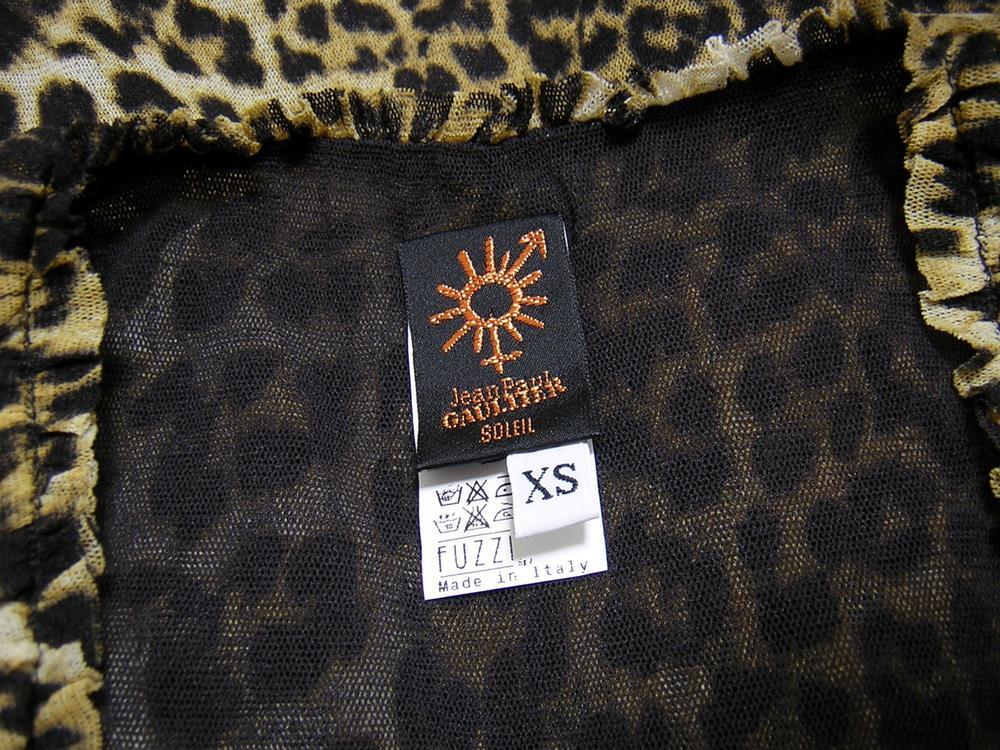 Jean Paul
GAULTIER
SOLEIL
XS
FUZZI
Made in Italy